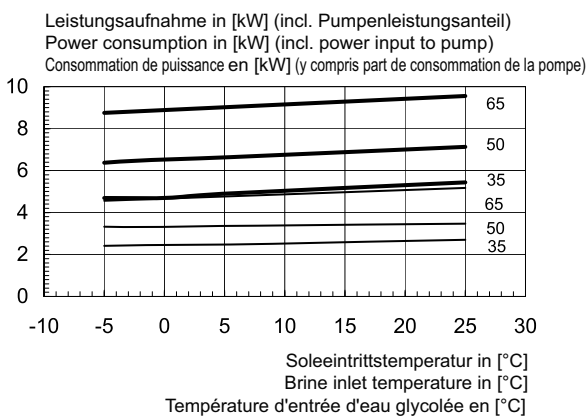 Leistungsaufnahme in [kW] (incl. Pumpenleistungsanteil)
Power consumption in [kW] (incl. power input to pump)
Consommation de puissance en [kW] (y compris part de consommation de la pompe)
10
65
8
50
6
35
65
4
50
35
2
0
-10 -5 0 5 10 15 20 25 30
Soleeintrittstemperatur in [°C]
Brine inlet temperature in [°C]
Température d'entrée d'eau glycolée en [°C]